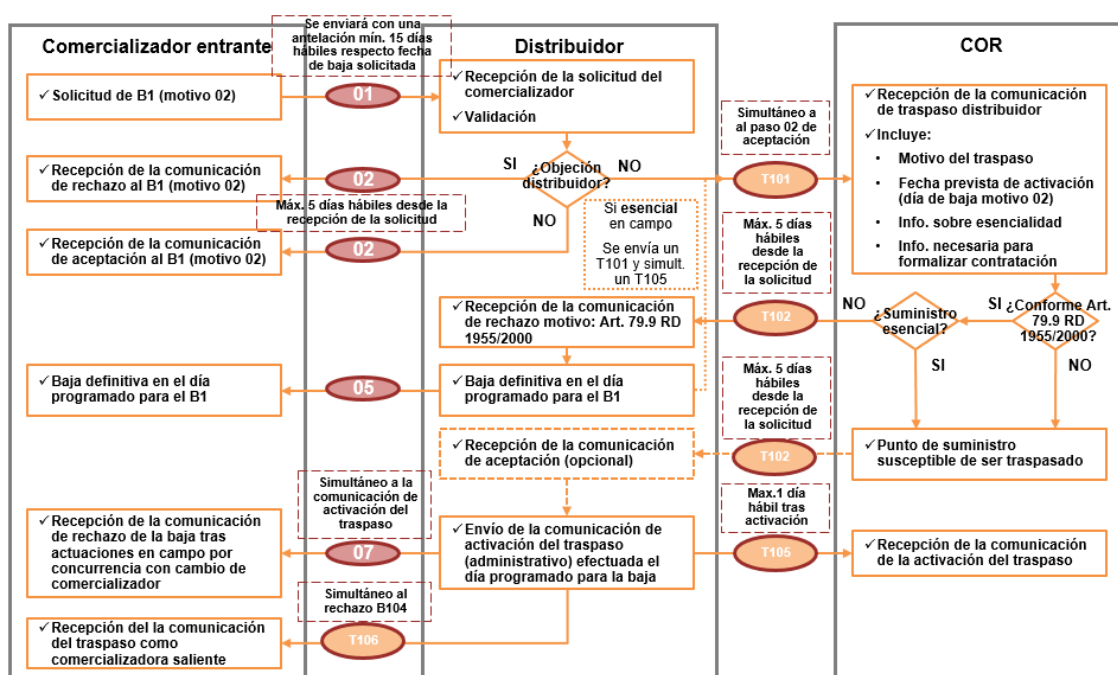 Se enviará con una
antelación mín. 15 días
hábiles respecto fecha
de baja solicitada
Comercializador entrante
Distribuidor
COR
✓Solicitud de B1 (motivo 02)
01
✓Recepción de la solicitud del
comercializador
✓Validación
✓Recepción de la comunicación
de traspaso distribuidor
✓Incluye:
• Motivo del traspaso
• Fecha prevista de activación
(día de baja motivo 02)
• Info. sobre esencialidad
• Info. necesaria para
formalizar contratación
Simultáneo a
al paso 02 de
aceptación
✓Recepción de la comunicación
de rechazo al B1 (motivo 02)
02
SI
¿Objeción
distribuidor?
NO
T101
Máx. 5 días hábiles desde la
recepción de la solicitud
NO
Si esencial
en campo
Se envía un
T101 y simult.
un T105
Máx. 5 días
hábiles
desde la
recepción de
la solicitud
✓Recepción de la comunicación
de aceptación al B1 (motivo 02)
02
✓Recepción de la comunicación
de rechazo motivo: Art. 79.9 RD
1955/2000
T102
NO
¿Suministro
esencial?
SI
¿Conforme Art.
79.9 RD
1955/2000?
SI
NO
✓Baja definitiva en el día
programado para el B1
05
✓Baja definitiva en el día
programado para el B1
Máx. 5 días
hábiles
desde la
recepción de
la solicitud
✓Recepción de la comunicación
de aceptación (opcional)
T102
✓Punto de suministro
susceptible de ser traspasado
Simultáneo a la
comunicación de
activación del
traspaso
Max.1 día
hábil tras
activación
✓Recepción de la comunicación
de rechazo de la baja tras
actuaciones en campo por
concurrencia con cambio de
comercializador
07
✓Envío de la comunicación de
activación del traspaso
(administrativo) efectuada el
día programado para la baja
T105
✓Recepción de la comunicación
de la activación del traspaso
Simultáneo al
rechazo B104
✓Recepción del la comunicación
del traspaso como
comercializadora saliente
T106